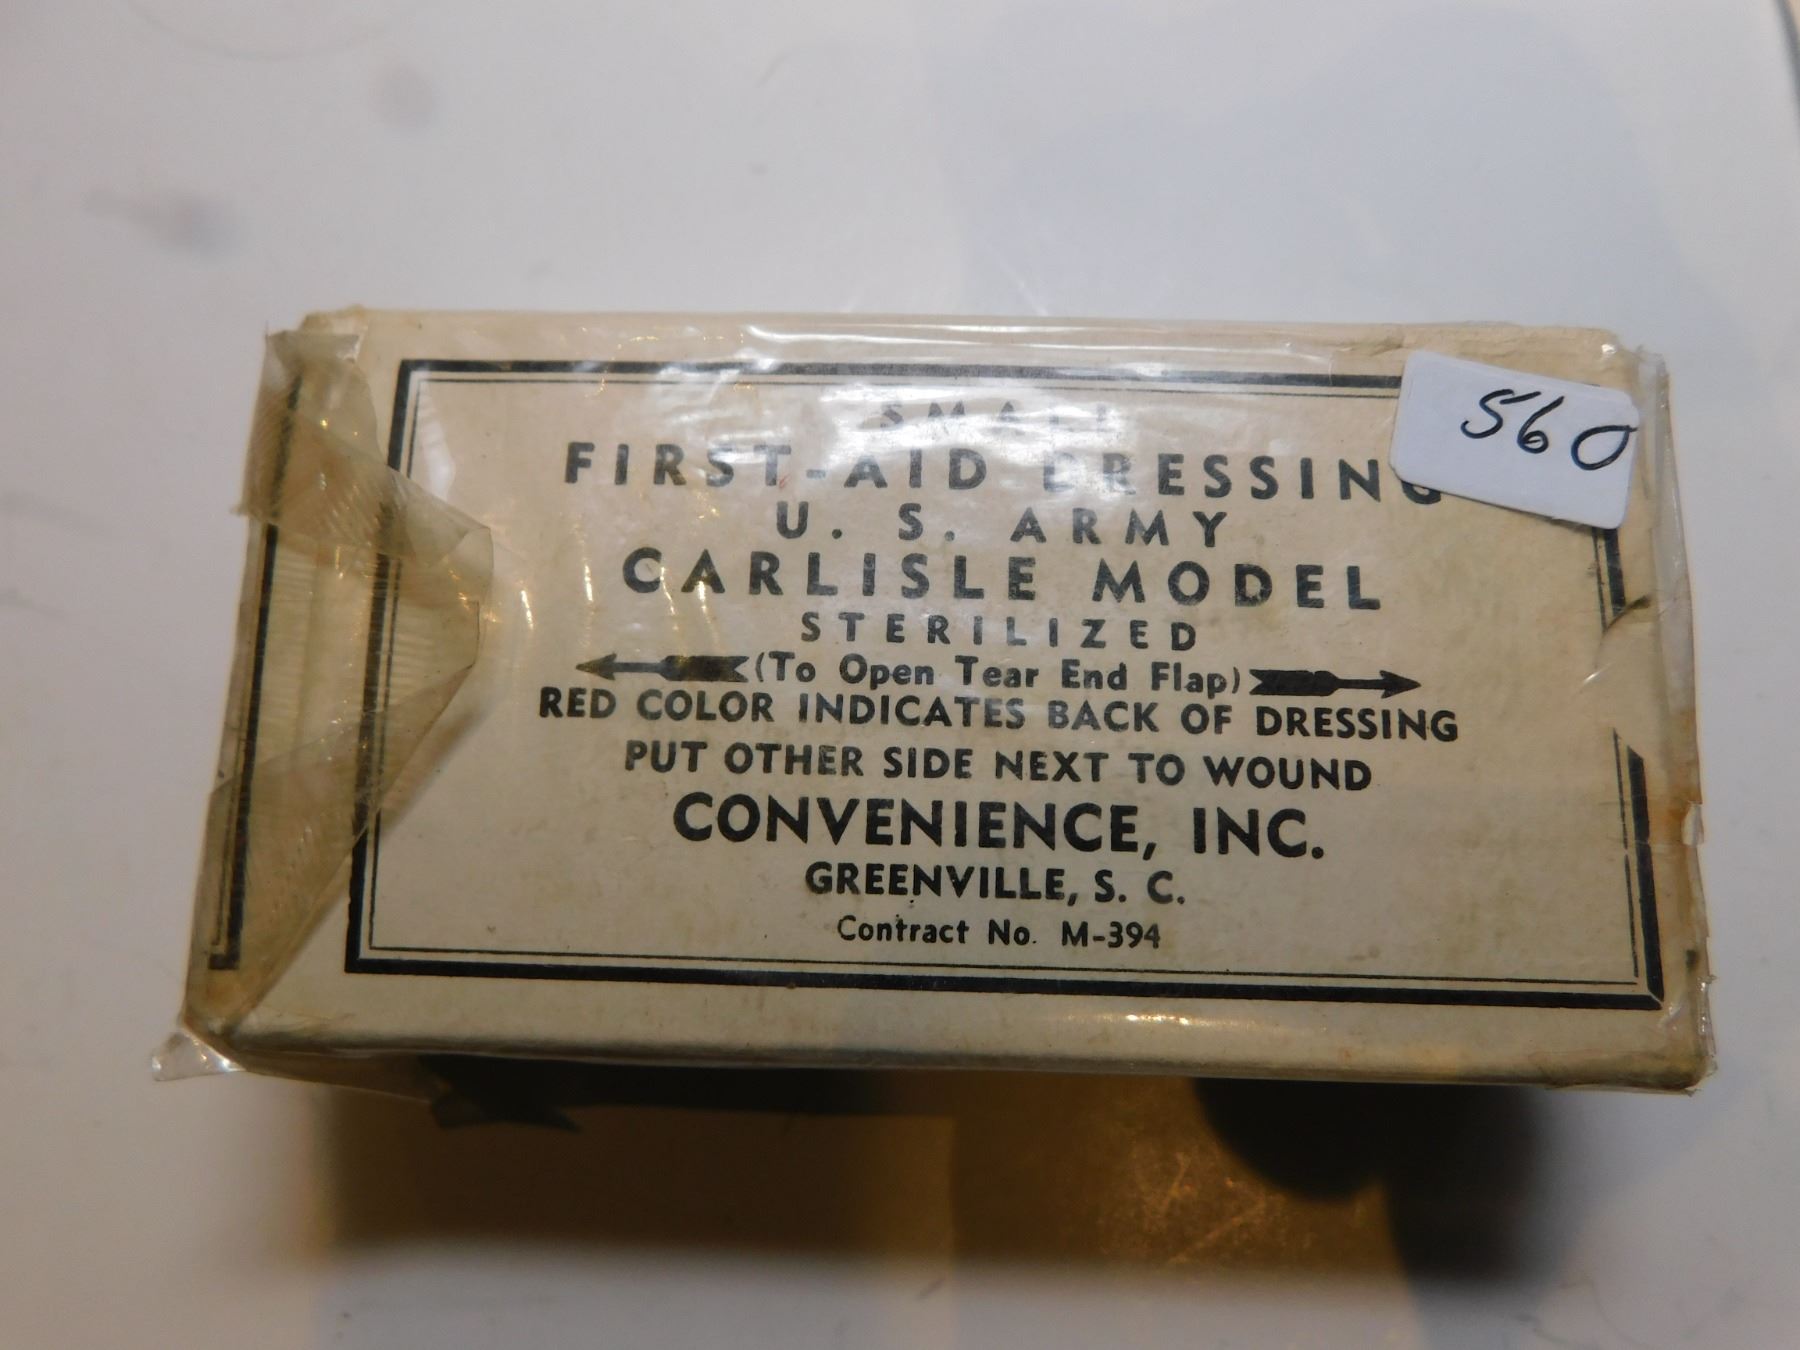 SMALL
FIRST-AID DRESSING
U. S. ARMY
CARLISLE MODEL
STERILIZED
(To Open Tear End Flap)
RED COLOR INDICATES BACK OF DRESSING
PUT OTHER SIDE NEXT TO WOUND
CONVENIENCE, INC.
GREENVILLE, S. C.
Contract No. M-394
560